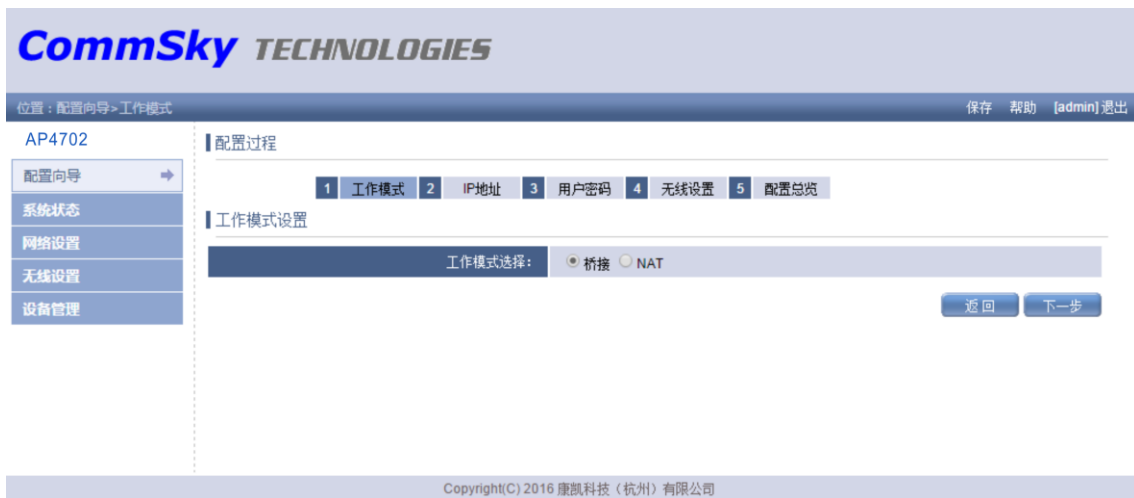 CommSky TECHNOLOGIES
位置：配置向导>工作模式 保存 帮助 [admin]退出
AP4702
配置向导
系统状态
网络设置
无线设置
设备管理
配置过程
1 工作模式 2 IP地址 3 用户密码 4 无线设置 5 配置总览
工作模式设置
工作模式选择： 桥接 NAT
返回 下一步
Copyright(C) 2016 康凯科技（杭州）有限公司